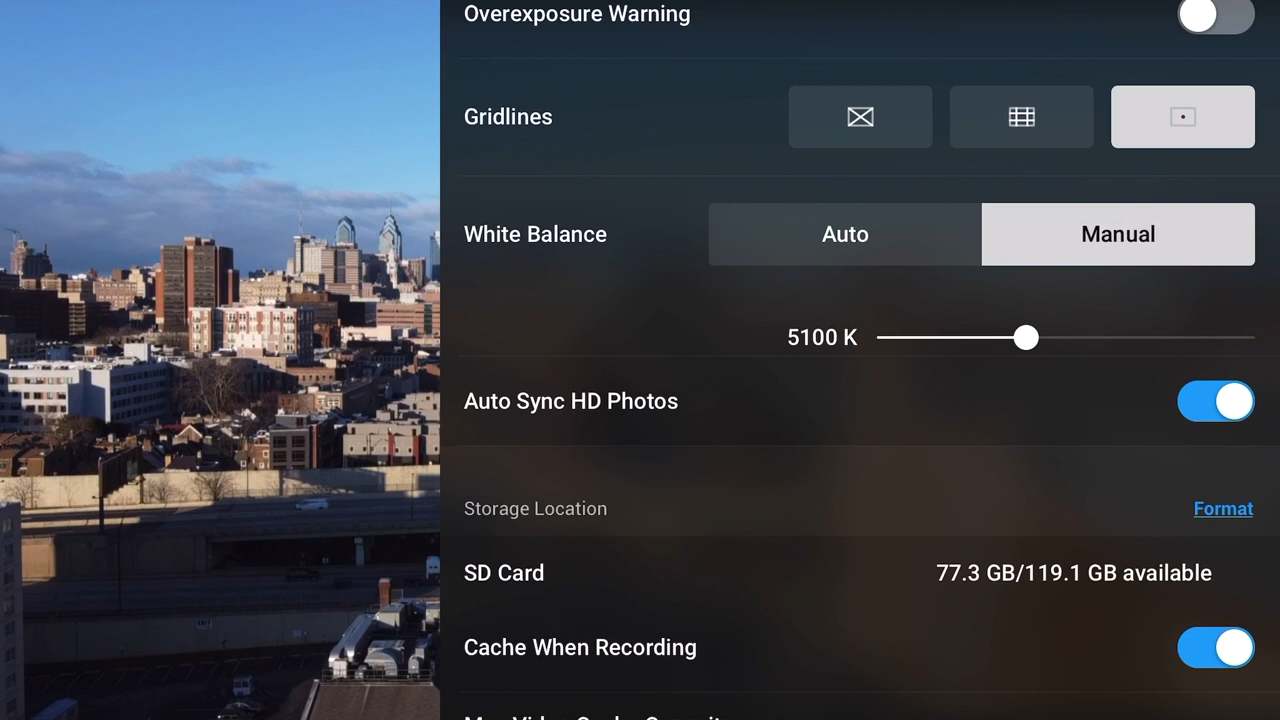 Overexposure Warning
Gridlines
White Balance
Auto
Manual
5100 K
Auto Sync HD Photos
Storage Location
Format
SD Card
77.3 GB/119.1 GB available
Cache When Recording